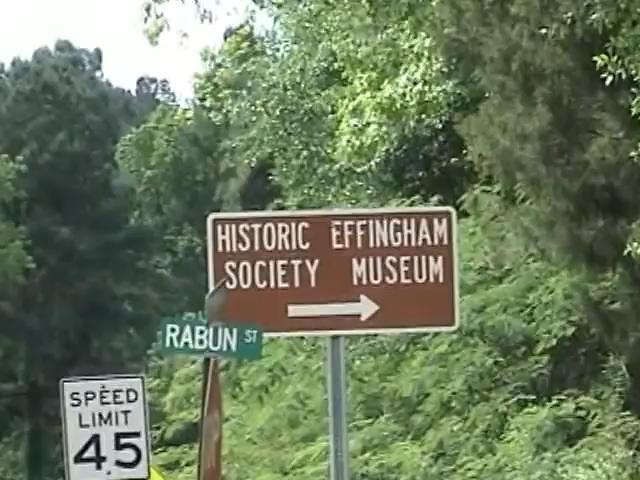 HISTORIC EFFINGHAM
SOCIETY MUSEUM
RABUN ST
SPEED
LIMIT
45